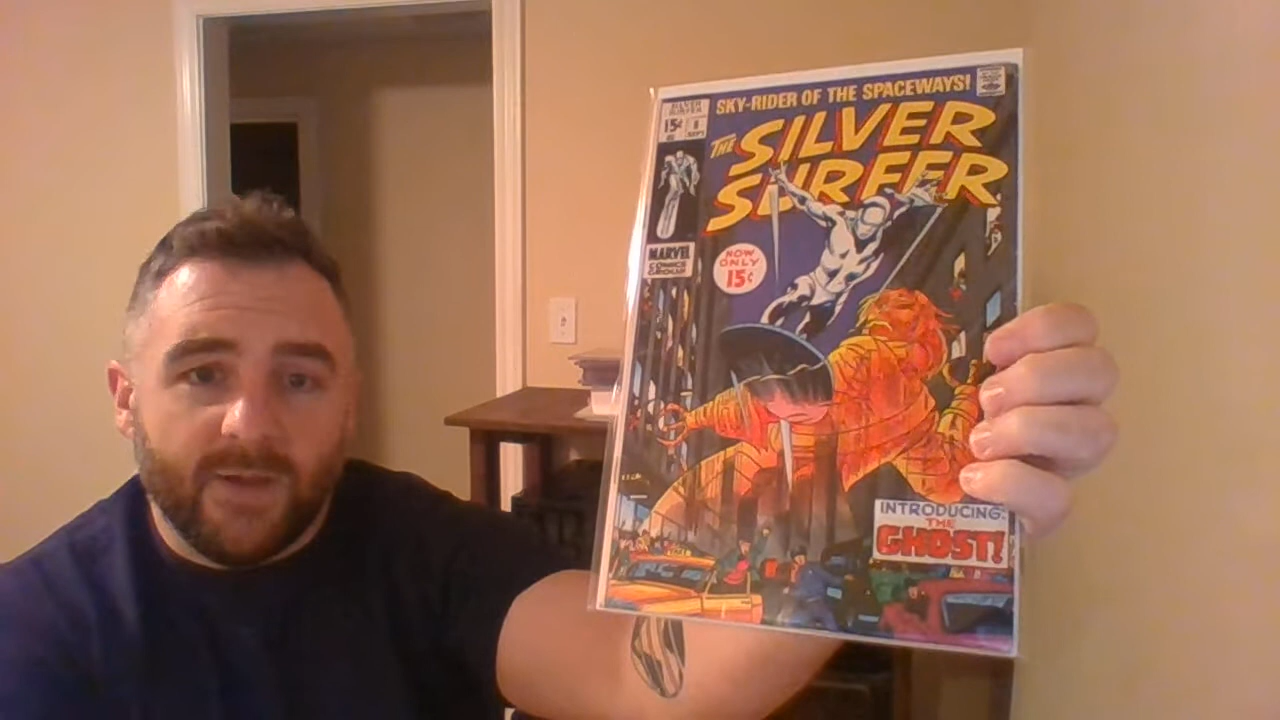 SKY-RIDER OF THE SPACEWAYS!
SILVER
SURFER
15¢
8
SEPT
THE SILVER
SURFER
MARVEL
COMICS
GROUP
NOW
ONLY
15¢
INTRODUCING:
THE
GHOST!
TAXI